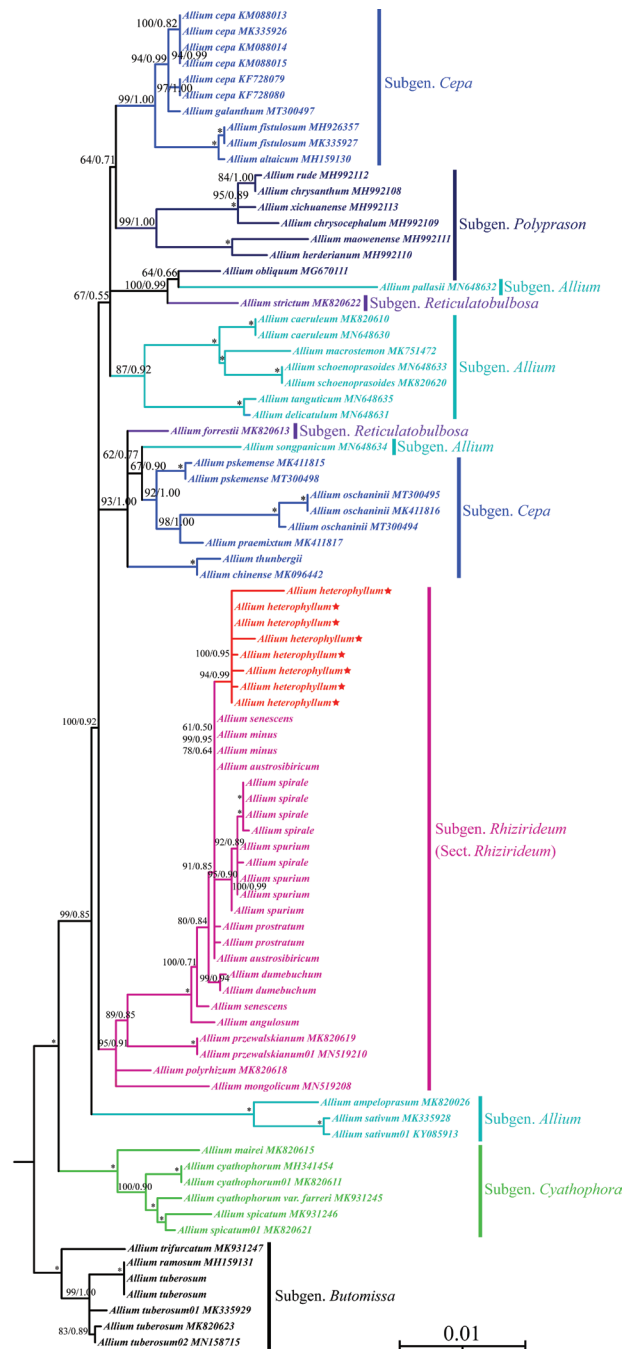 Allium cepa KM088013
100/0.82
Allium cepa MK335926
Allium cepa KM088014
94/0.99
94/0.99
Allium cepa KM088015
Allium cepa KF728079
Subgen. Cepa
97/1.00
Allium cepa KF728080
99/1.00
Allium galanthum MT300497
Allium fistulosum MH926357
*
Allium fistulosum MK335927
*
Allium altaicum MH159130
64/0.71
Allium rude MH992112
84/1.00
Allium chrysanthum MH992108
95/0.89
Allium xichuanense MH992113
*
99/1.00
Allium chrysocephalum MH992109
Subgen. Polyprason
Allium maowenense MH992111
*
Allium herderianum MH992110
64/0.66
Allium obliquum MG670111
100/0.99
Allium pallasii MN648632
Subgen. Allium
67/0.55
Allium strictum MK820622
Subgen. Reticulatobulbosa
Allium caeruleum MK820610
*
Allium caeruleum MN648630
*
Allium macrostemon MK751472
*
87/0.92
Allium schoenoprasoides MN648633
Subgen. Allium
*
Allium schoenoprasoides MK820620
Allium tanguticum MN648635
*
Allium delicatulum MN648631
Allium forrestii MK820613
Subgen. Reticulatobulbosa
62/0.77
Allium songpanicum MN648634
Subgen. Allium
67/0.90
Allium pskemense MK411815
*
Allium pskemense MT300498
92/1.00
93/1.00
Allium oschaninii MT300495
*
Allium oschaninii MK411816
*
Subgen. Cepa
98/1.00
Allium oschaninii MT300494
Allium praemixtum MK411817
Allium thunbergii
*
Allium chinense MK096442
Allium heterophyllum★
Allium heterophyllum★
Allium heterophyllum★
Allium heterophyllum★
100/0.95
Allium heterophyllum★
94/0.99
Allium heterophyllum★
Allium heterophyllum★
Allium heterophyllum★
100/0.92
Allium senescens
61/0.50
Allium minus
99/0.95
Allium minus
78/0.64
Allium austrosibiricum
Allium spirale
*
Allium spirale
*
Allium spirale
Allium spirale
Subgen. Rhizirideum
(Sect. Rhizirideum)
92/0.89
Allium spurium
91/0.85
Allium spirale
95/0.90
Allium spurium
100/0.99
Allium spurium
Allium spurium
99/0.85
80/0.84
Allium prostratum
Allium prostratum
100/0.71
Allium austrosibiricum
Allium dumebuchum
99/0.94
Allium dumebuchum
*
Allium senescens
89/0.85
Allium angulosum
Allium przewalskianum MK820619
*
*
95/0.91
Allium przewalskianum01 MN519210
Allium polyrhizum MK820618
Allium mongolicum MN519208
Allium ampeloprasum MK820026
*
Allium sativum MK335928
*
Subgen. Allium
Allium sativum01 KY085913
Allium mairei MK820615
*
Allium cyathophorum MH341454
*
Allium cyathophorum01 MK820611
100/0.90
Subgen. Cyathophora
Allium cyathophorum var. farreri MK931245
*
Allium spicatum MK931246
*
Allium spicatum01 MK820621
Allium trifurcatum MK931247
*
Allium ramosum MH159131
*
Allium tuberosum
99/1.00
Allium tuberosum
Subgen. Butomissa
Allium tuberosum01 MK335929
Allium tuberosum MK820623
83/0.89
Allium tuberosum02 MN158715
0.01